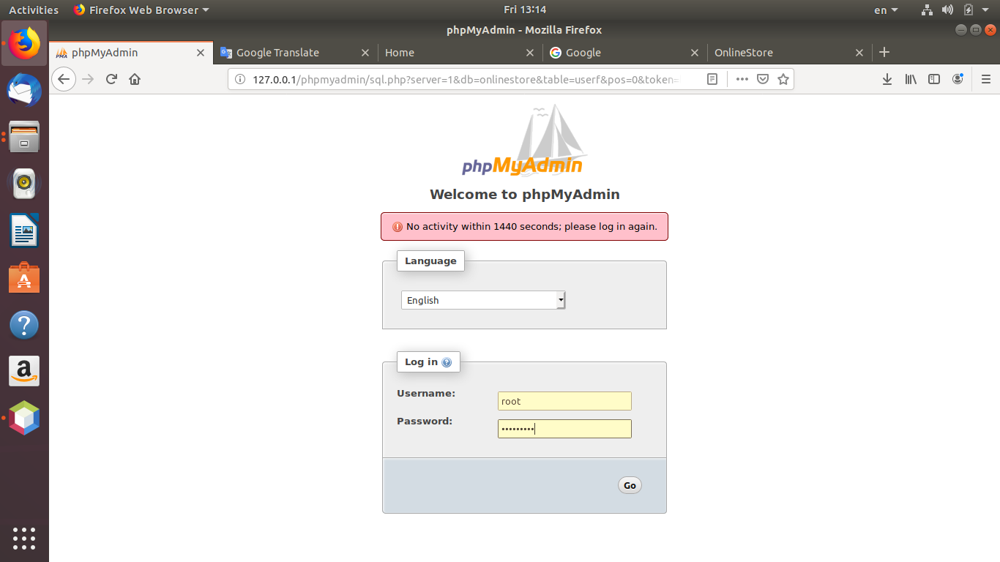 Activities Firefox Web Browser Fri 13:14 en
phpMyAdmin - Mozilla Firefox
phpMyAdmin Google Translate Home Google OnlineStore
127.0.0.1/phpmyadmin/sql.php?server=1&db=onlinestore&table=userf&pos=0&token=
phpMyAdmin
Welcome to phpMyAdmin
No activity within 1440 seconds; please log in again.
Language
English
Log in
Username: root
Password: •••••••••
Go